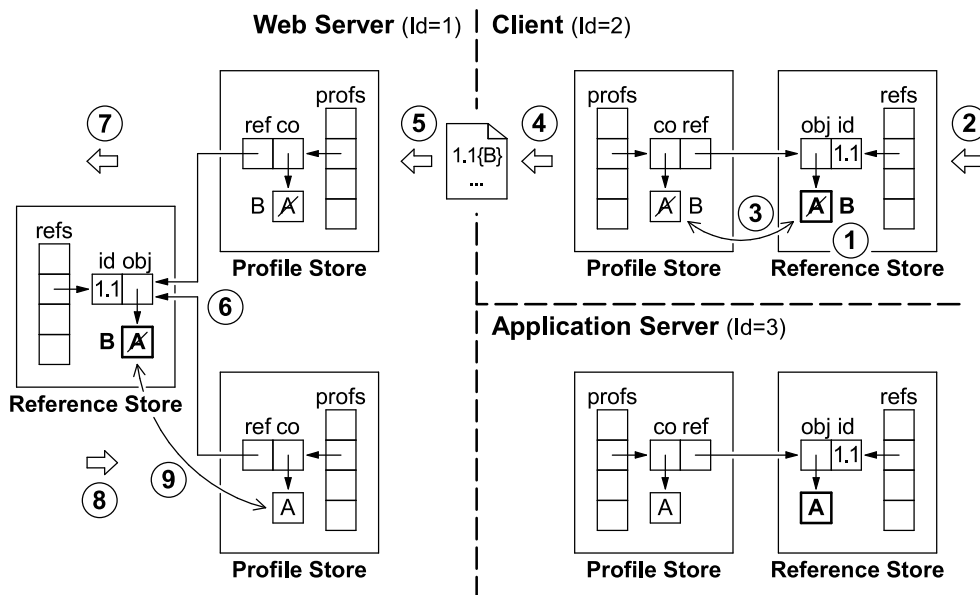 Web Server (Id=1)
Client (Id=2)
profs
ref co
5
4
1.1{B}
...
profs
co ref
refs
obj id
1.1
2
7
B A
A B
3
A B
1
Profile Store
Profile Store
Reference Store
refs
id obj
1.1
6
B A
Reference Store
Application Server (Id=3)
profs
ref co
8
9
A
Profile Store
profs
co ref
A
Profile Store
refs
obj id
1.1
A
Reference Store